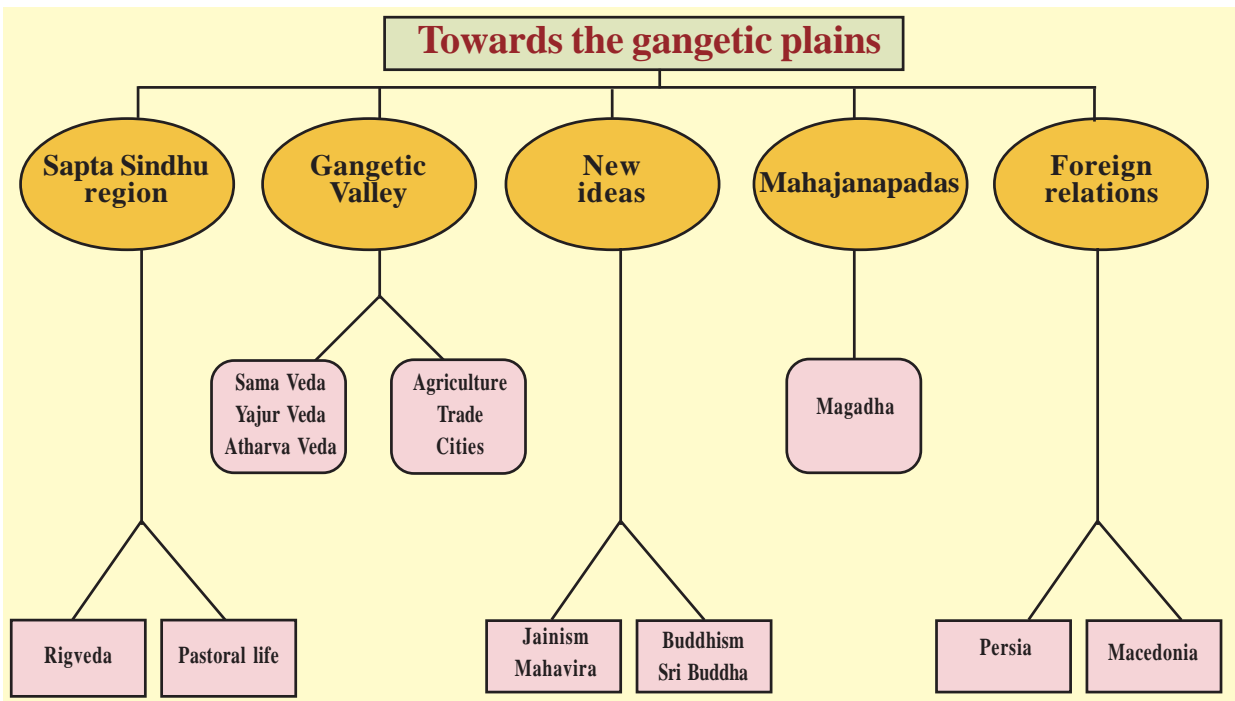 Towards the gangetic plains
Sapta Sindhu
region
Gangetic
Valley
New
ideas
Mahajanapadas
Foreign
relations
Sama Veda
Yajur Veda
Atharva Veda
Agriculture
Trade
Cities
Magadha
Rigveda
Pastoral life
Jainism
Mahavira
Buddhism
Sri Buddha
Persia
Macedonia